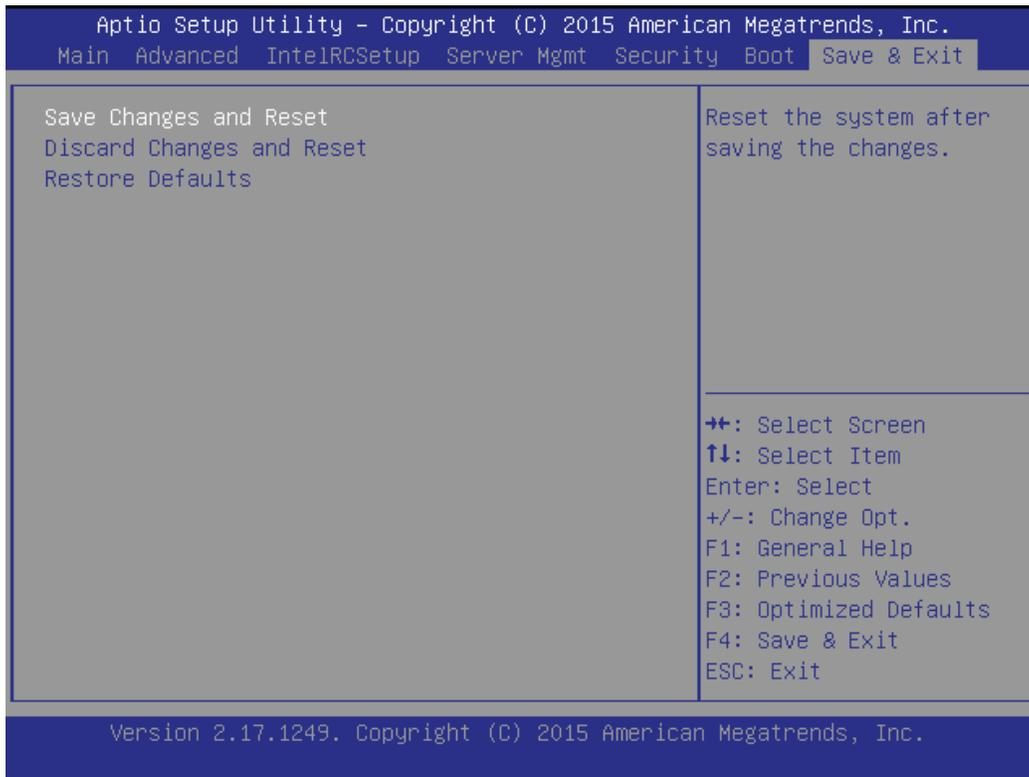 Aptio Setup Utility – Copyright (C) 2015 American Megatrends, Inc.
Main Advanced IntelRCSetup Server Mgmt Security Boot Save & Exit
Save Changes and Reset
Discard Changes and Reset
Restore Defaults
Reset the system after
saving the changes.
→←: Select Screen
↑↓: Select Item
Enter: Select
+/-: Change Opt.
F1: General Help
F2: Previous Values
F3: Optimized Defaults
F4: Save & Exit
ESC: Exit
Version 2.17.1249. Copyright (C) 2015 American Megatrends, Inc.